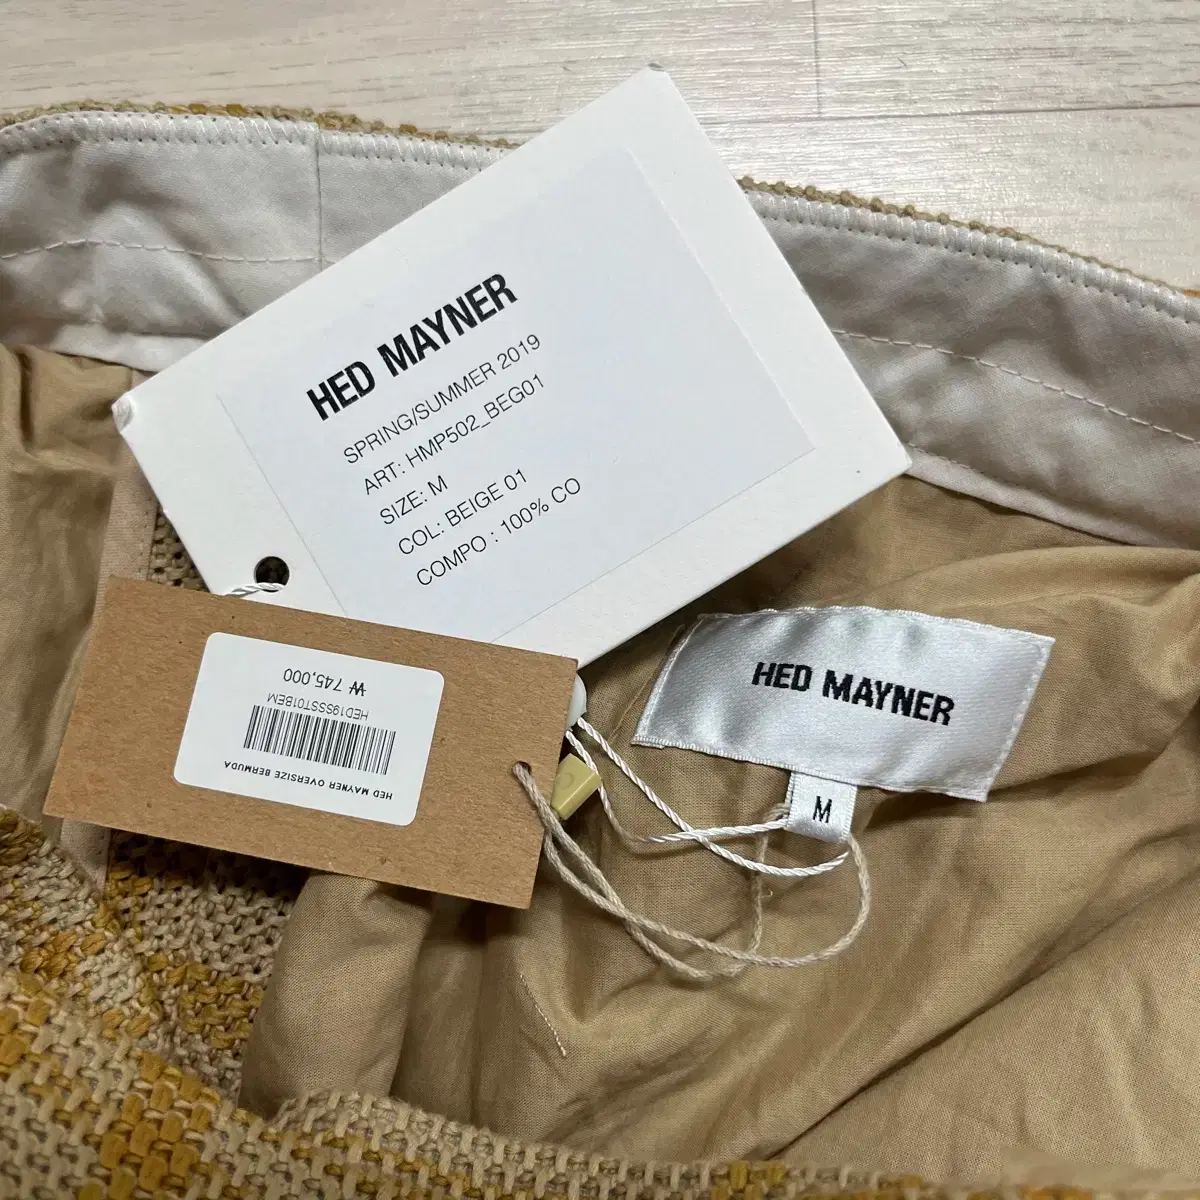 HED MAYNER
SPRING/SUMMER 2019
ART: HMP502_BEG01
SIZE: M
COL: BEIGE 01
COMPO : 100% CO
HED MAYNER OVERSIZE BERMUDA
HED19SSST01BEM
₩ 745,000
HED MAYNER
M